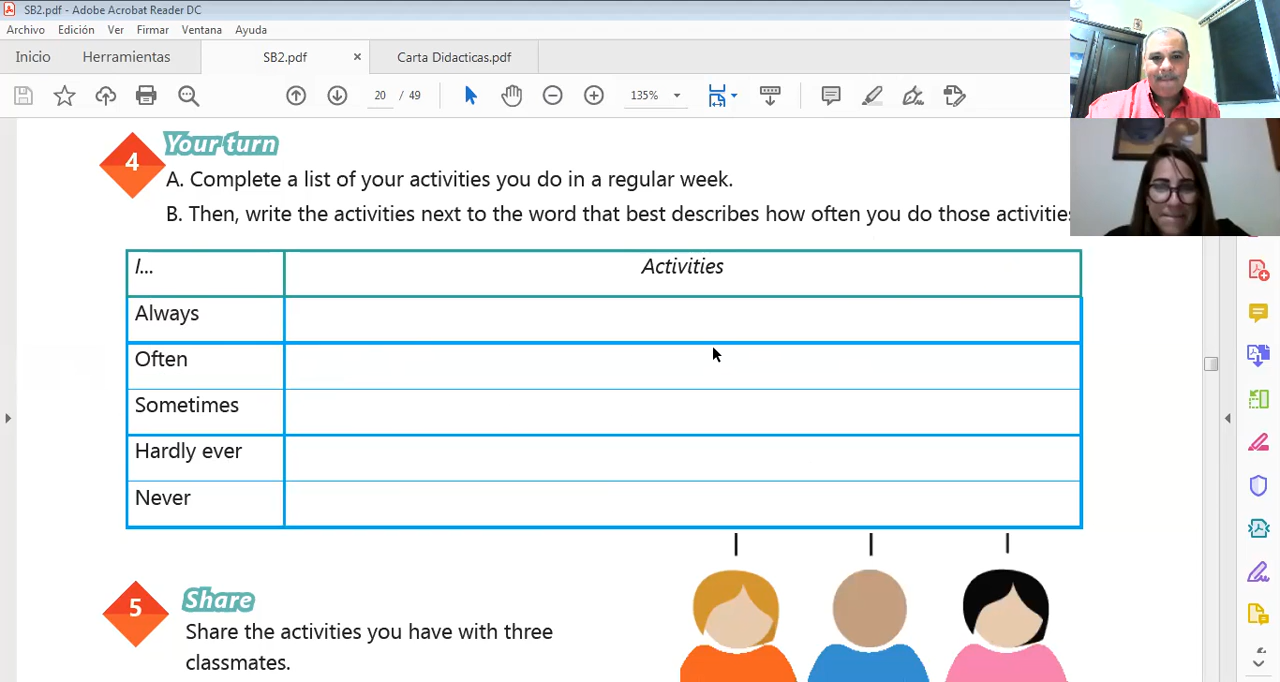 SB2.pdf - Adobe Acrobat Reader DC
Archivo Edición Ver Firmar Ventana Ayuda
Inicio Herramientas SB2.pdf × Carta Didacticas.pdf
20 / 49 135%
4 Your turn
A. Complete a list of your activities you do in a regular week.
B. Then, write the activities next to the word that best describes how often you do those activities
I... Activities
Always
Often
Sometimes
Hardly ever
Never
5 Share
Share the activities you have with three
classmates.